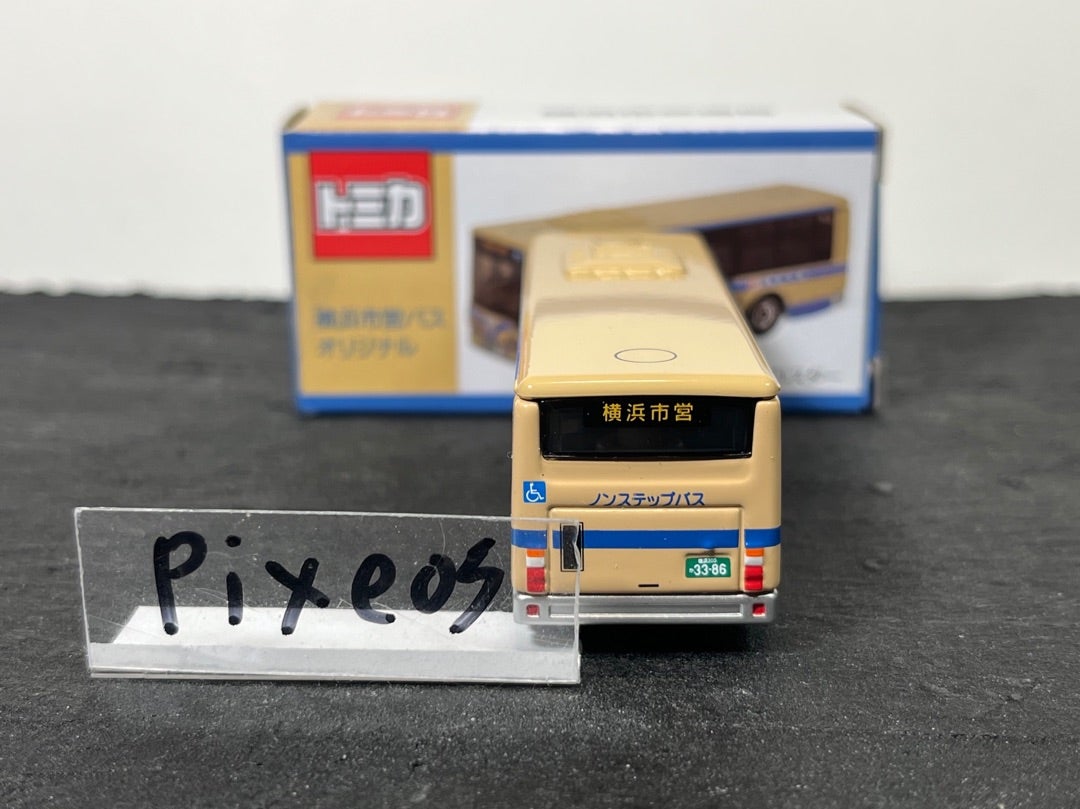 トミカ
横浜市営バス
オリジナル
横浜市営
ノンステップバス
33-86
Pixeos